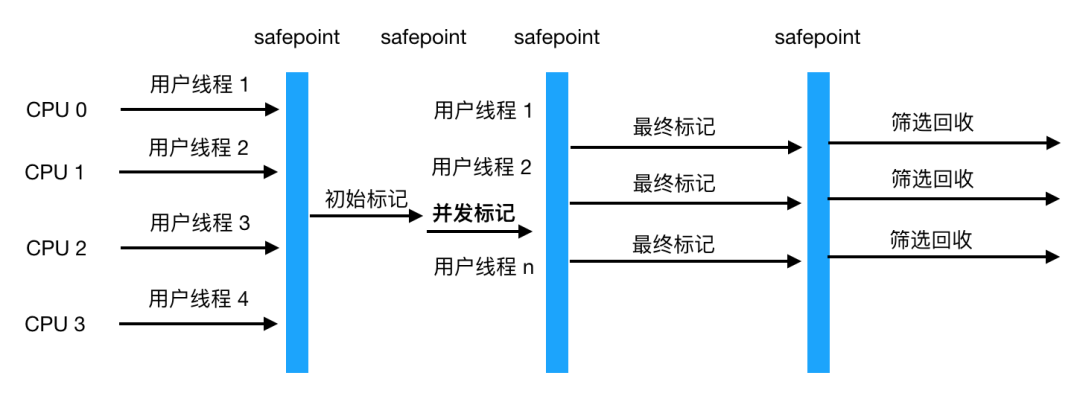 safepoint safepoint safepoint safepoint
CPU 0
用户线程 1
CPU 1
用户线程 2
CPU 2
用户线程 3
CPU 3
用户线程 4
初始标记
用户线程 1
用户线程 2
并发标记
用户线程 n
最终标记
最终标记
最终标记
筛选回收
筛选回收
筛选回收